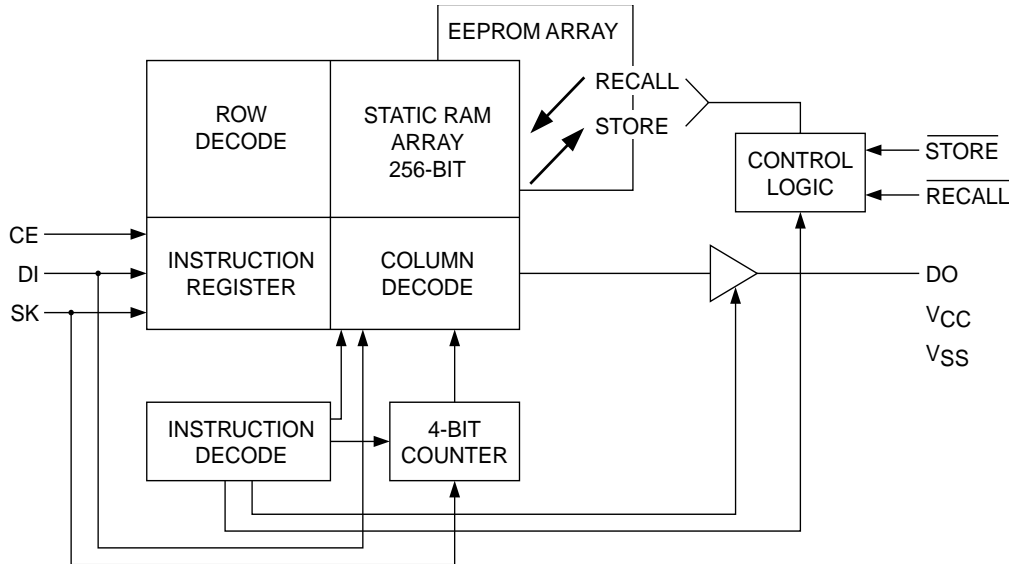 EEPROM ARRAY
ROW
DECODE
STATIC RAM
ARRAY
256-BIT
RECALL
STORE
CONTROL
LOGIC
STORE
RECALL
CE
DI
SK
INSTRUCTION
REGISTER
COLUMN
DECODE
DO
VCC
VSS
INSTRUCTION
DECODE
4-BIT
COUNTER